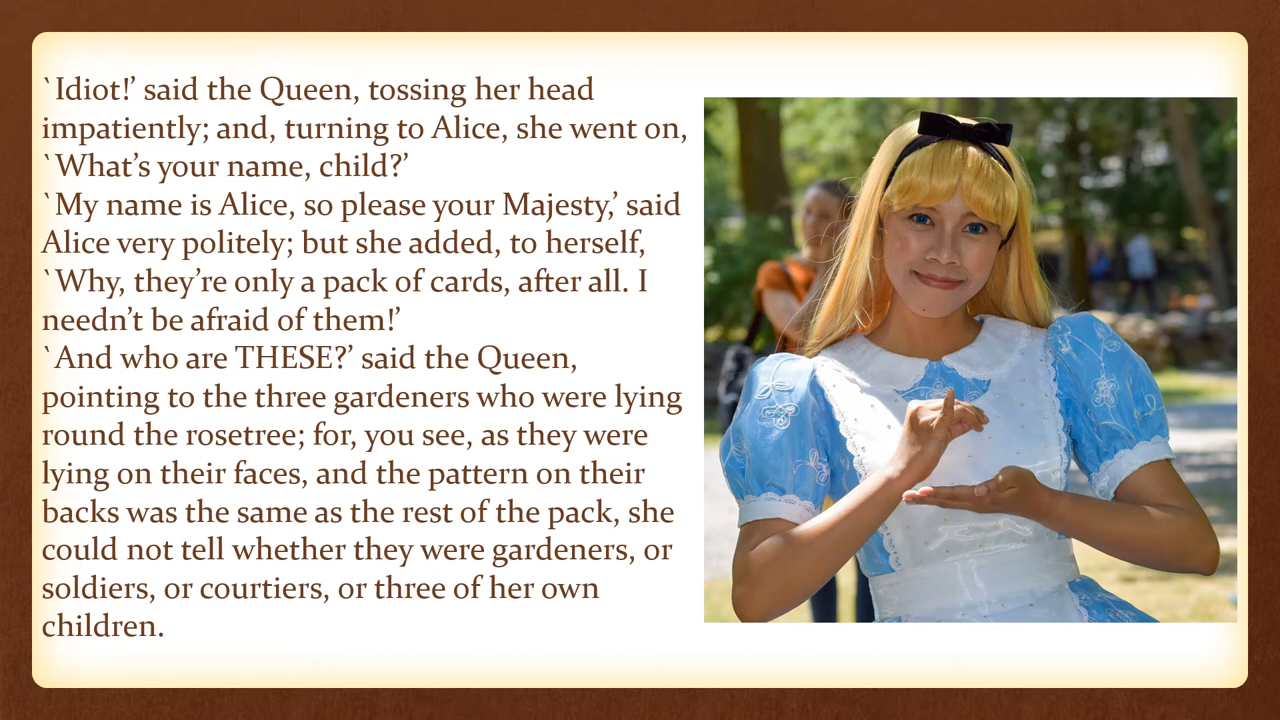 `Idiot!’ said the Queen, tossing her head
impatiently; and, turning to Alice, she went on,
`What’s your name, child?’
`My name is Alice, so please your Majesty,’ said
Alice very politely; but she added, to herself,
`Why, they’re only a pack of cards, after all. I
needn’t be afraid of them!’
`And who are THESE?’ said the Queen,
pointing to the three gardeners who were lying
round the rosetree; for, you see, as they were
lying on their faces, and the pattern on their
backs was the same as the rest of the pack, she
could not tell whether they were gardeners, or
soldiers, or courtiers, or three of her own
children.